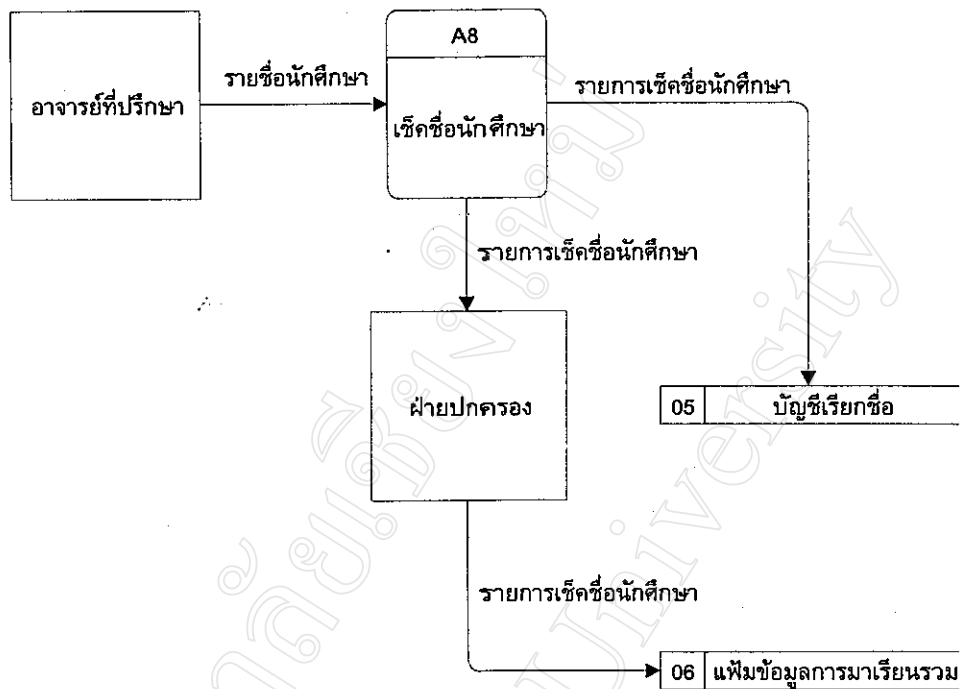 A8
รายชื่อนักศึกษา
รายการเช็คชื่อนักศึกษา
อาจารย์ที่ปรึกษา
เช็คชื่อนักศึกษา
รายการเช็คชื่อนักศึกษา
ฝ่ายปกครอง
05 บัญชีเรียกชื่อ
รายการเช็คชื่อนักศึกษา
06 แฟ้มข้อมูลการมาเรียนรวม
University